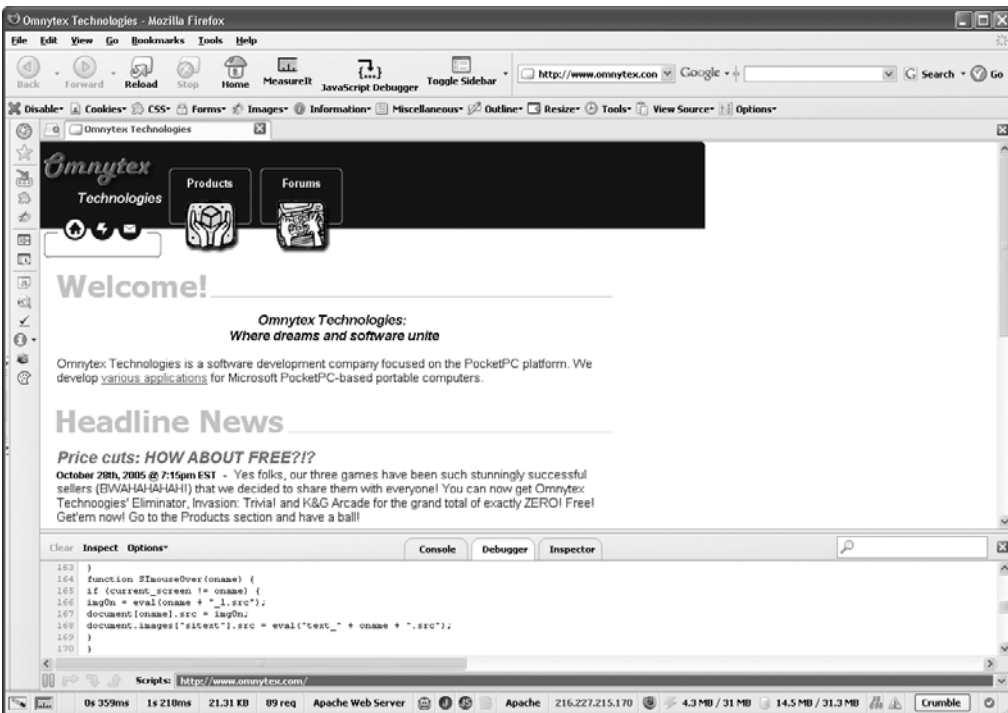 Omnytex Technologies - Mozilla Firefox
File Edit View Go Bookmarks Tools Help
Back Forward Reload Stop Home MeasureIt JavaScript Debugger Toggle Sidebar http://www.omnytex.con Google Search Go
Disable Cookies CSS Forms Images Information Miscellaneous Outline Resize Tools View Source Options
Omnytex Technologies
Omnytex
Technologies
Products
Forums
Welcome!
Omnytex Technologies:
Where dreams and software unite
Omnytex Technologies is a software development company focused on the PocketPC platform. We
develop various applications for Microsoft PocketPC-based portable computers.
Headline News
Price cuts: HOW ABOUT FREE?!?
October 28th, 2005 @ 7:15pm EST - Yes folks, our three games have been such stunningly successful
sellers (BWAHAHAHAH!) that we decided to share them with everyone! You can now get Omnytex
Technoogies' Eliminator, Invasion: Trivia! and K&G Arcade for the grand total of exactly ZERO! Free!
Get'em now! Go to the Products section and have a ball!
Clear Inspect Options Console Debugger Inspector
163 }
164 function SImouseOver(oname) {
165 if (current_screen != oname) {
166 imgOn = eval(oname + "_1.src");
167 document[oname].src = imgOn;
168 document.images["sitext"].src = eval("text_" + oname + ".src");
169 }
170 }
Scripts: http://www.omnytex.com/
0s 359ms 1s 210ms 21.31 KB 89 req Apache Web Server Apache 216.227.215.170 4.3 MB / 31 MB 14.5 MB / 31.3 MB Crumble